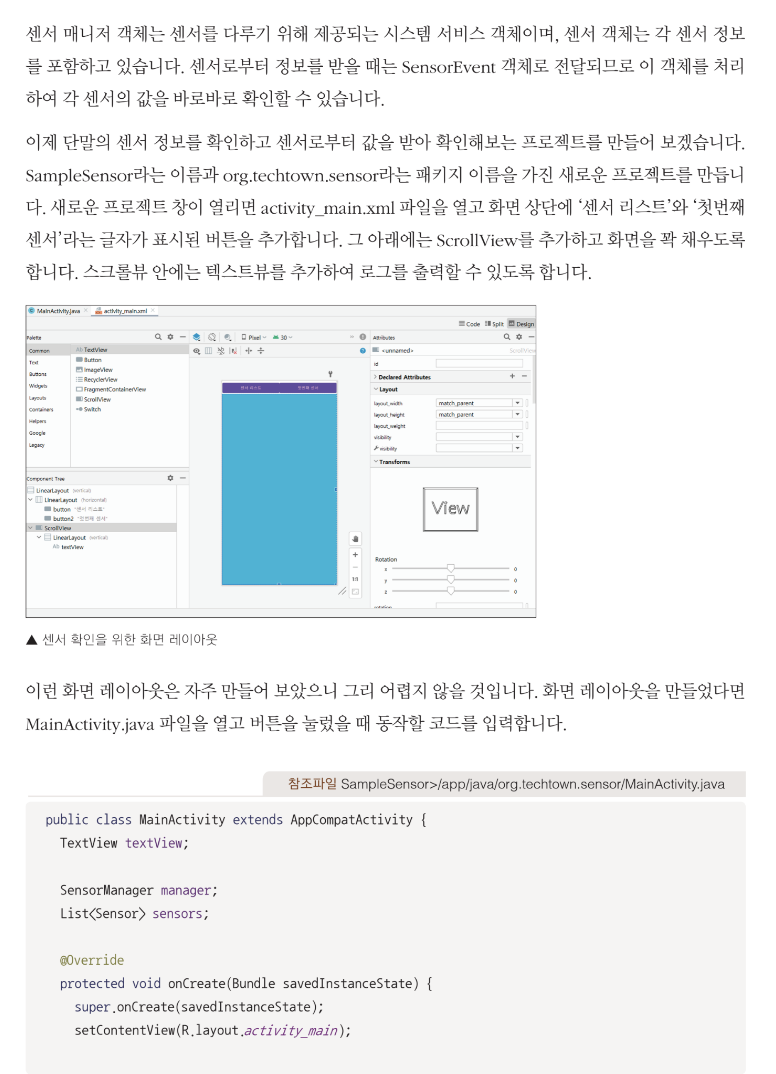 센서 매니저 객체는 센서를 다루기 위해 제공되는 시스템 서비스 객체이며, 센서 객체는 각 센서 정보
를 포함하고 있습니다. 센서로부터 정보를 받을 때는 SensorEvent 객체로 전달되므로 이 객체를 처리
하여 각 센서의 값을 바로바로 확인할 수 있습니다.
이제 단말의 센서 정보를 확인하고 센서로부터 값을 받아 확인해보는 프로젝트를 만들어 보겠습니다.
SampleSensor라는 이름과 org.techtown.sensor라는 패키지 이름을 가진 새로운 프로젝트를 만듭니
다. 새로운 프로젝트 창이 열리면 activity_main.xml 파일을 열고 화면 상단에 ‘센서 리스트’와 ‘첫번째
센서’라는 글자가 표시된 버튼을 추가합니다. 그 아래에는 ScrollView를 추가하고 화면을 꽉 채우도록
합니다. 스크롤뷰 안에는 텍스트뷰를 추가하여 로그를 출력할 수 있도록 합니다.
MainActivity.java activity_main.xml
Code Split Design
Palette
Pixel 30
Attributes
Common
Text
Buttons
Widgets
Layouts
Containers
Helpers
Google
Legacy
Ab TextView
Button
ImageView
RecyclerView
FragmentContainerView
ScrollView
Switch
센서 리스트 첫번째 센서
<unnamed> ScrollView
id
Declared Attributes
Layout
layout_width match_parent
layout_height match_parent
layout_weight
visibility
visibility
Transforms
View
Rotation
x 0
y 0
z 0
rotation
Component Tree
LinearLayout (vertical)
LinearLayout (horizontal)
button "센서 리스트"
button2 "첫번째 센서"
ScrollView
LinearLayout (vertical)
Ab textView
1:1
▲ 센서 확인을 위한 화면 레이아웃
이런 화면 레이아웃은 자주 만들어 보았으니 그리 어렵지 않을 것입니다. 화면 레이아웃을 만들었다면
MainActivity.java 파일을 열고 버튼을 눌렀을 때 동작할 코드를 입력합니다.
참조파일 SampleSensor>/app/java/org.techtown.sensor/MainActivity.java
public class MainActivity extends AppCompatActivity {
TextView textView;
SensorManager manager;
List<Sensor> sensors;
@Override
protected void onCreate(Bundle savedInstanceState) {
super.onCreate(savedInstanceState);
setContentView(R.layout.activity_main);